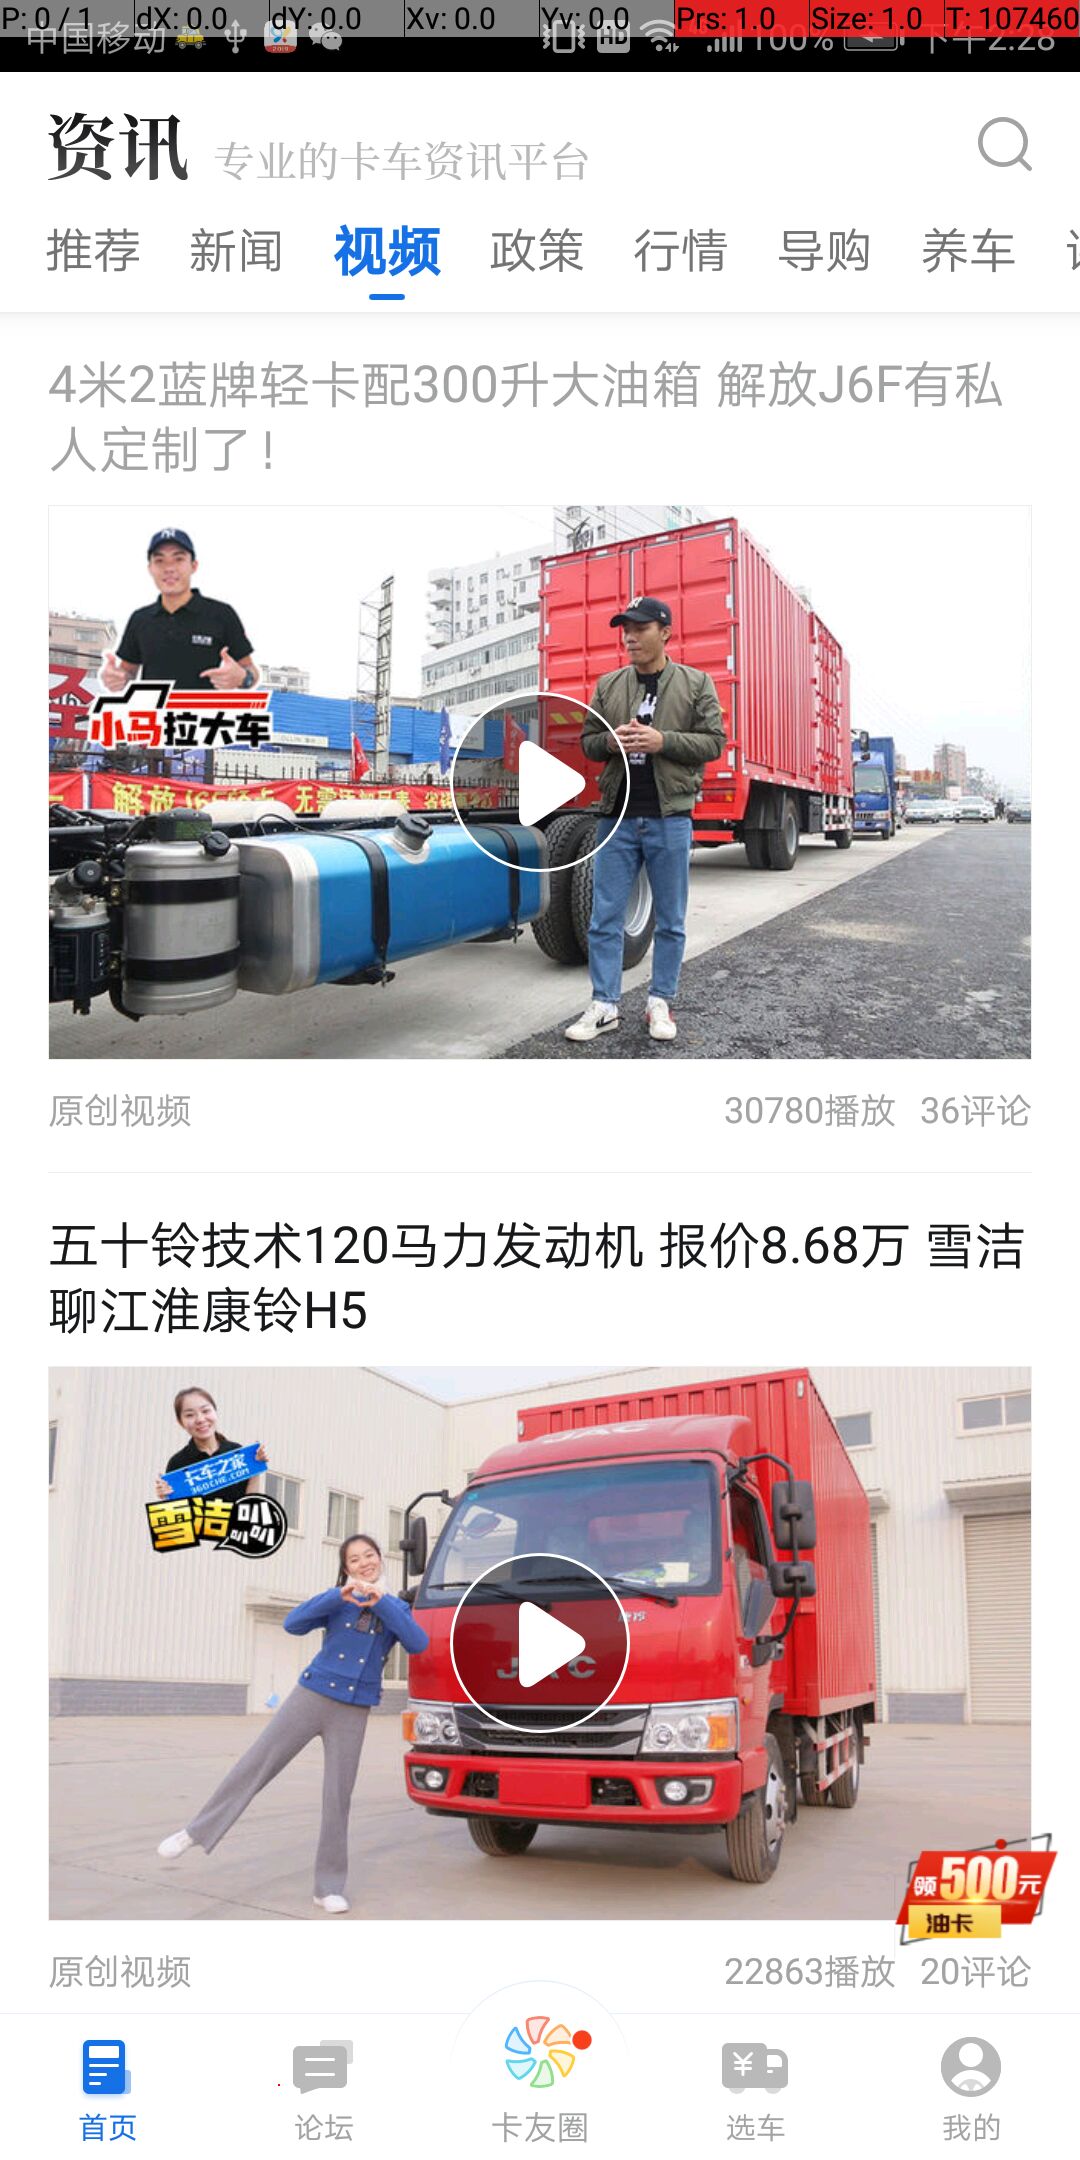 P: 0 / 1 dX: 0.0 dY: 0.0 Xv: 0.0 Yv: 0.0 Prs: 1.0 Size: 1.0 T: 107460
中国移动 HD 100% 下午2:28
资讯 专业的卡车资讯平台
推荐 新闻 视频 政策 行情 导购 养车
4米2蓝牌轻卡配300升大油箱 解放J6F有私
人定制了!
小马拉大车
原创视频 30780播放 36评论
五十铃技术120马力发动机 报价8.68万 雪洁
聊江淮康铃H5
JAC
卡车之家
360CHE.COM
雪洁叭叭叭
康铃
JAC
领500元
油卡
原创视频 22863播放 20评论
首页 论坛 卡友圈 选车 我的